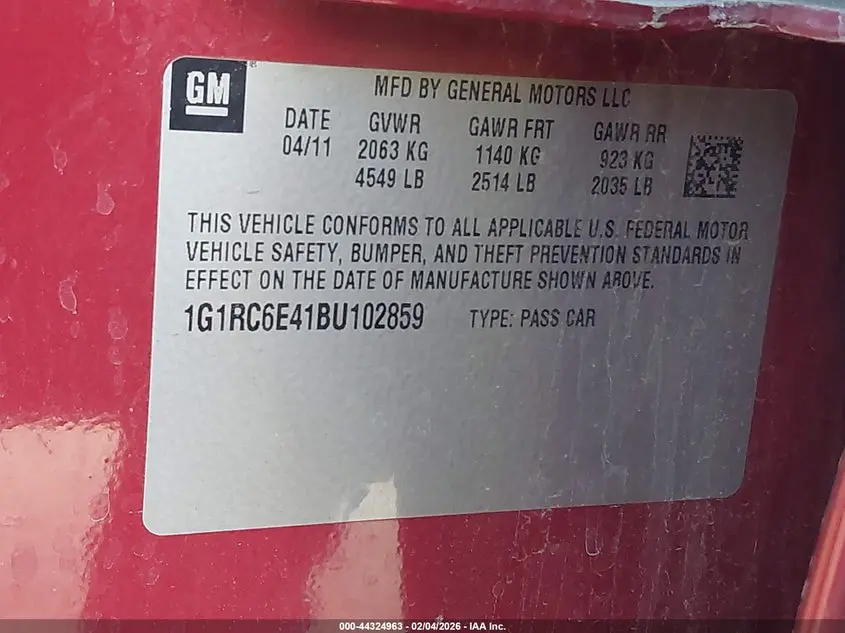 GM
MFD BY GENERAL MOTORS LLC
DATE GVWR GAWR FRT GAWR RR
04/11 2063 KG 1140 KG 923 KG
4549 LB 2514 LB 2035 LB
THIS VEHICLE CONFORMS TO ALL APPLICABLE U.S. FEDERAL MOTOR
VEHICLE SAFETY, BUMPER, AND THEFT PREVENTION STANDARDS IN
EFFECT ON THE DATE OF MANUFACTURE SHOWN ABOVE.
1G1RC6E41BU102859 TYPE: PASS CAR
000-44324963 - 02/04/2026 - IAA Inc.